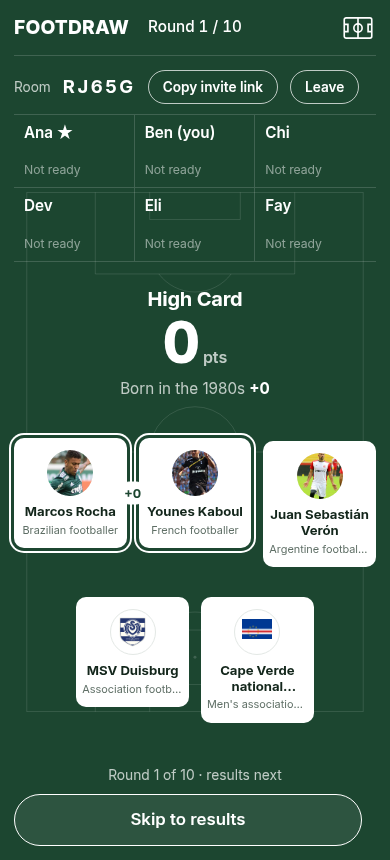 FOOTDRAW Round 1 / 10
Room RJ65G Copy invite link Leave
Ana ★ Ben (you) Chi
Not ready Not ready Not ready
Dev Eli Fay
Not ready Not ready Not ready
High Card
0 pts
Born in the 1980s +0
+0
Marcos Rocha
Brazilian footballer
Younes Kaboul
French footballer
Juan Sebastián
Verón
Argentine footbal...
MSV Duisburg
Association footb...
Cape Verde
national...
Men's associatio...
Round 1 of 10 · results next
Skip to results